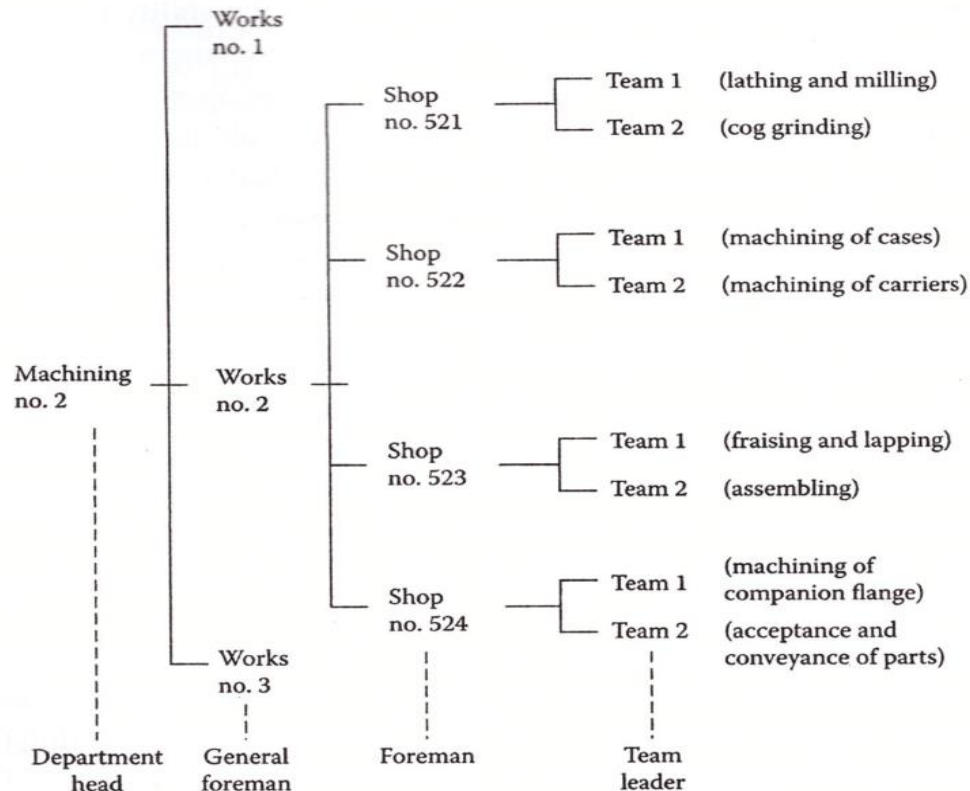 Works
no. 1
Shop
no. 521
Team 1 (lathing and milling)
Team 2 (cog grinding)
Shop
no. 522
Team 1 (machining of cases)
Team 2 (machining of carriers)
Machining
no. 2
Works
no. 2
Shop
no. 523
Team 1 (fraising and lapping)
Team 2 (assembling)
Shop
no. 524
Team 1 (machining of
companion flange)
Team 2 (acceptance and
conveyance of parts)
Works
no. 3
Department
head
General
foreman
Foreman
Team
leader